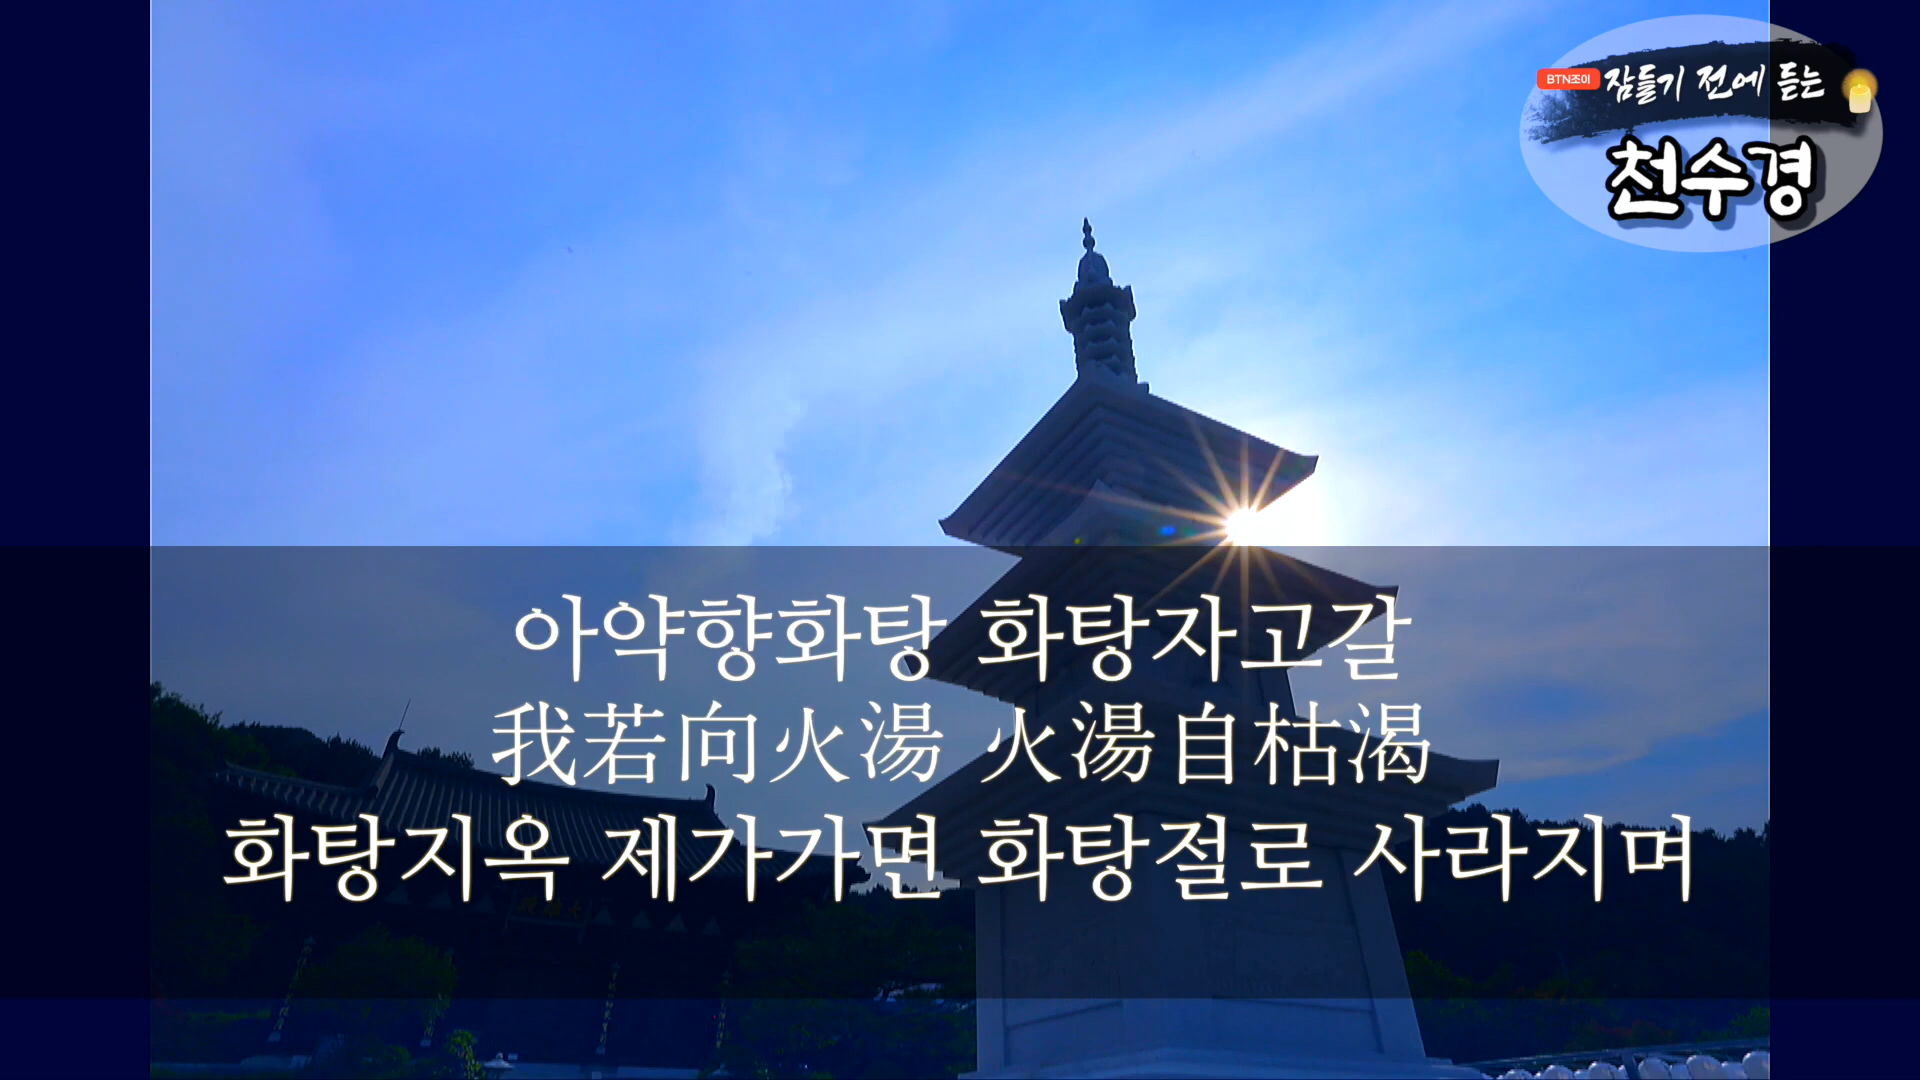 BTN조이 잠들기 전에 듣는
천수경
아약향화탕 화탕자고갈
我若向火湯 火湯自枯渴
화탕지옥 제가가면 화탕절로 사라지며